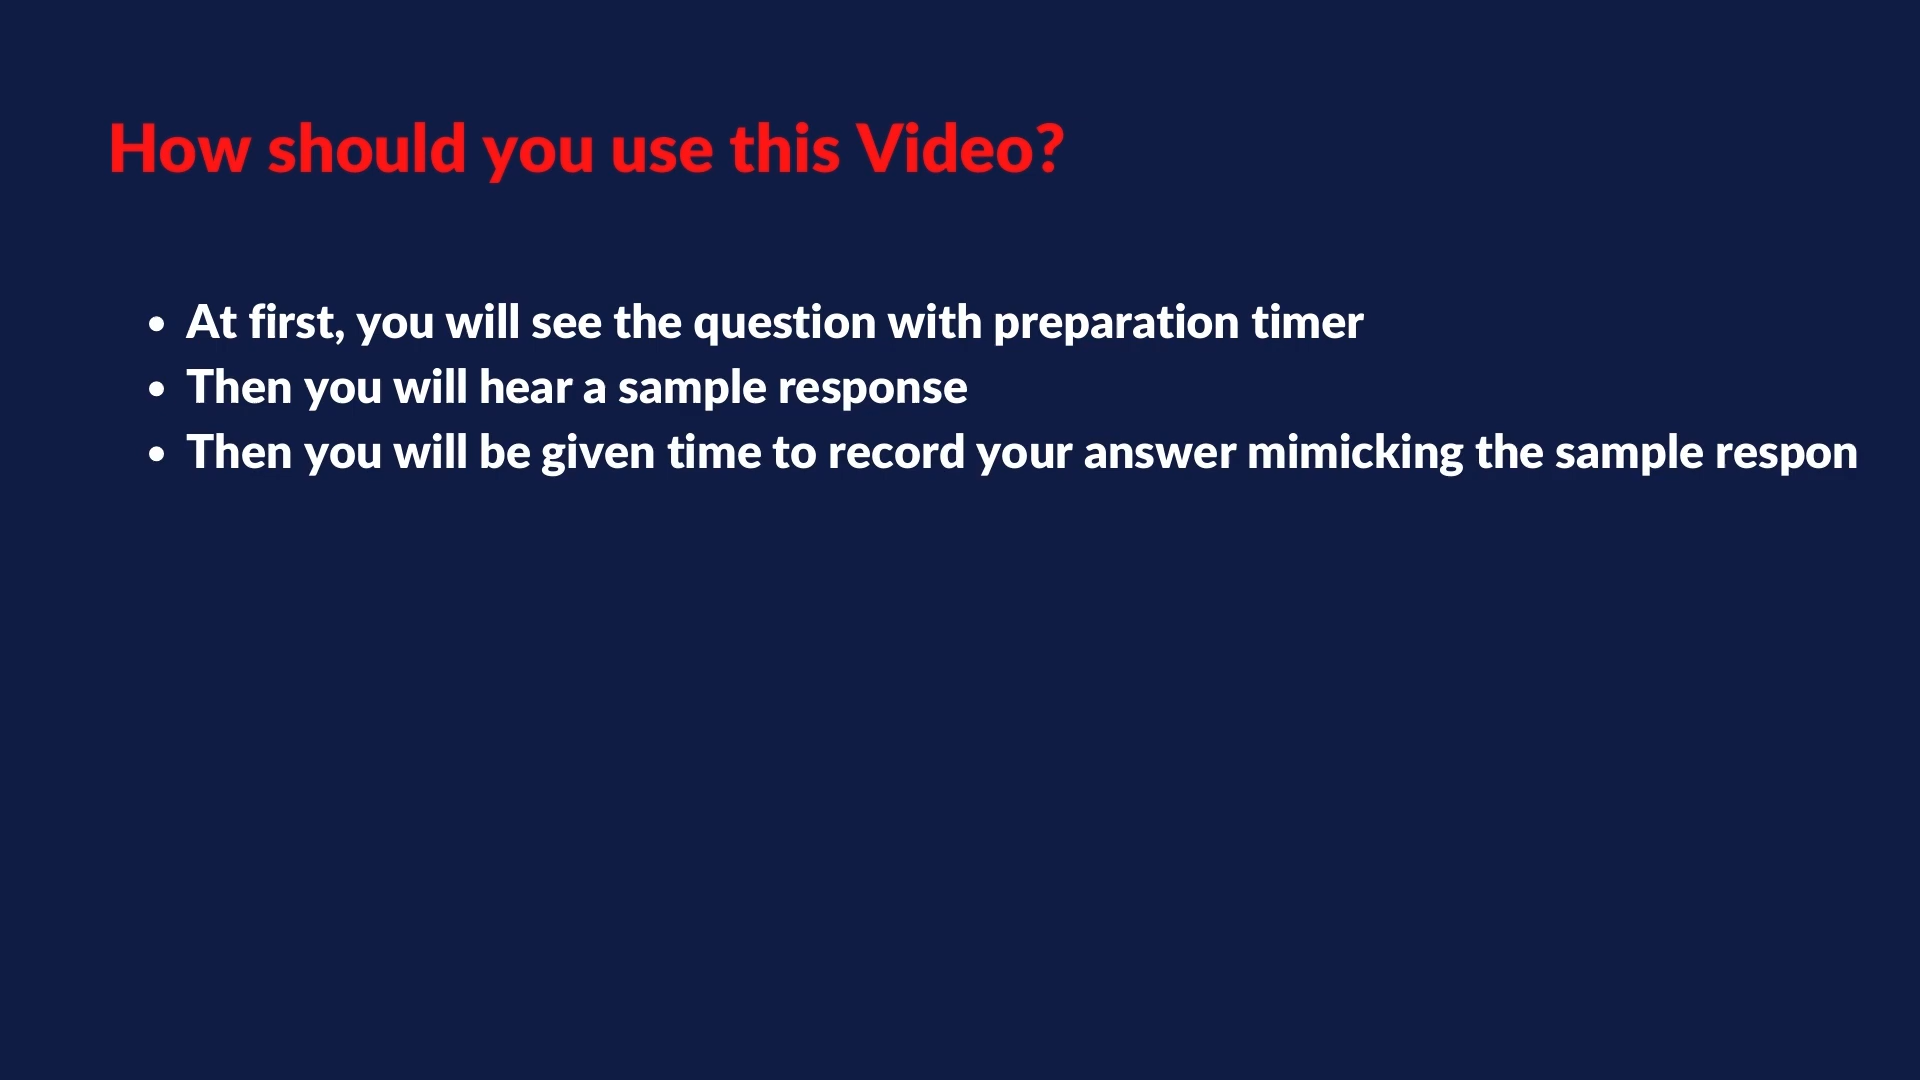 How should you use this Video?
• At first, you will see the question with preparation timer
• Then you will hear a sample response
• Then you will be given time to record your answer mimicking the sample respon